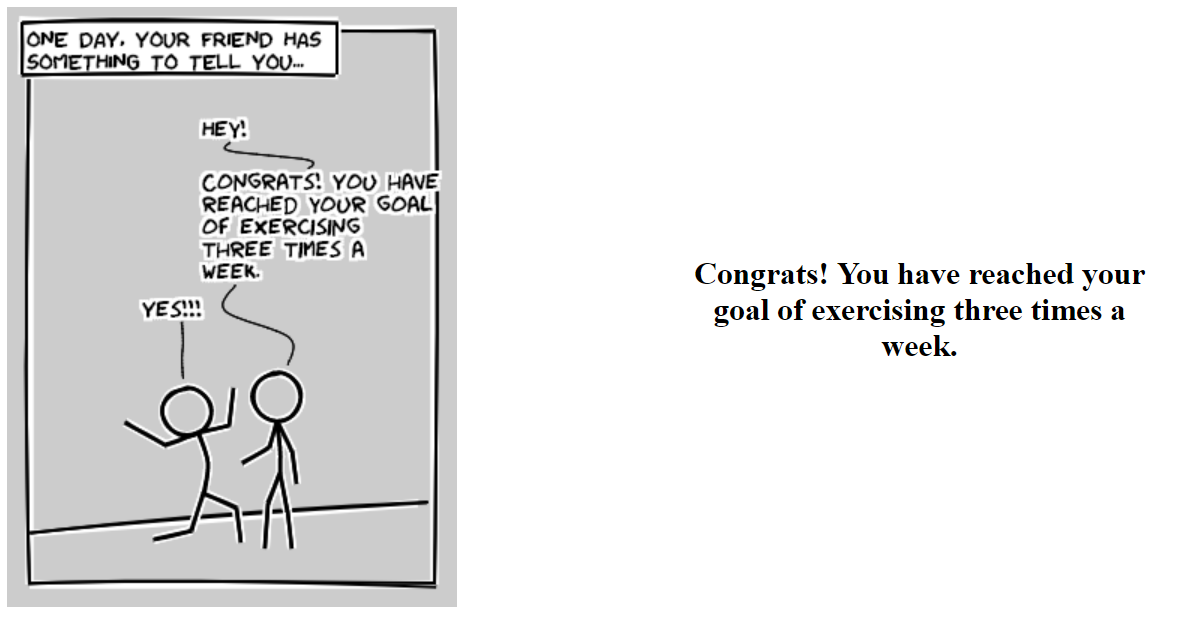 ONE DAY, YOUR FRIEND HAS
SOMETHING TO TELL YOU...
HEY!
CONGRATS! YOU HAVE
REACHED YOUR GOAL
OF EXERCISING
THREE TIMES A
WEEK.
YES!!!
Congrats! You have reached your
goal of exercising three times a
week.